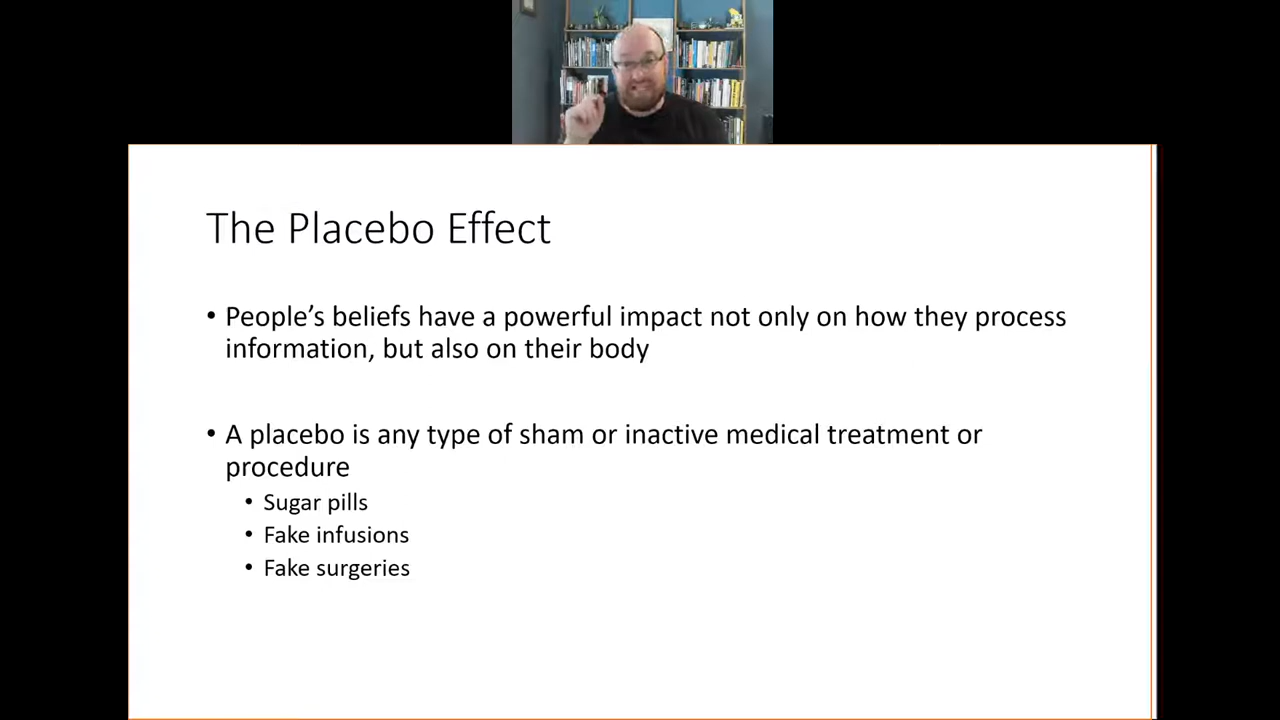 The Placebo Effect
• People’s beliefs have a powerful impact not only on how they process
information, but also on their body
• A placebo is any type of sham or inactive medical treatment or
procedure
• Sugar pills
• Fake infusions
• Fake surgeries